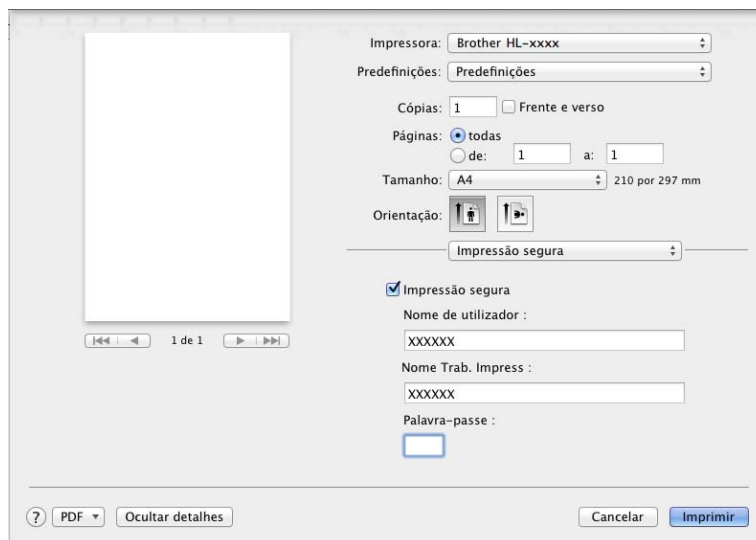 Impressora: Brother HL-xxxx
Predefinições: Predefinições
Cópias: 1 Frente e verso
Páginas: todas
de: 1 a: 1
Tamanho: A4 210 por 297 mm
Orientação:
Impressão segura
Impressão segura
Nome de utilizador :
XXXXXX
Nome Trab. Impress :
XXXXXX
Palavra-passe :
1 de 1
? PDF Ocultar detalhes Cancelar Imprimir